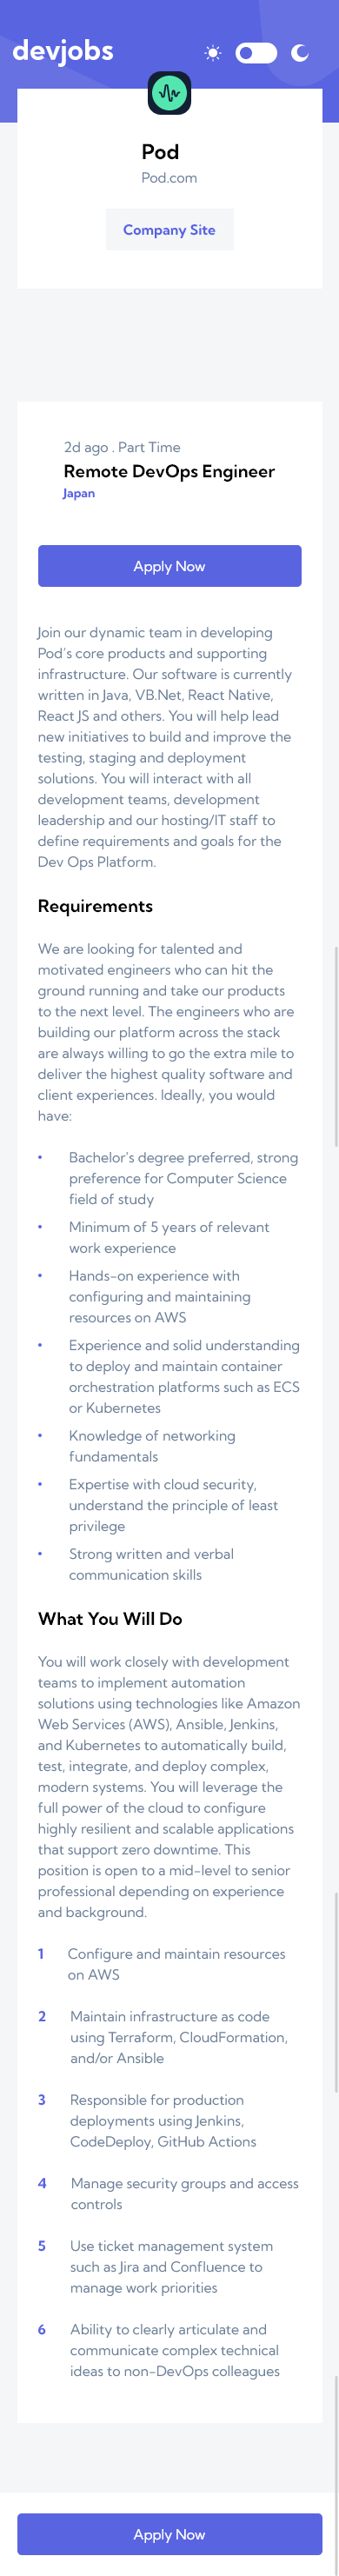 devjobs
Pod
Pod.com
Company Site
2d ago . Part Time
Remote DevOps Engineer
Japan
Apply Now
Join our dynamic team in developing
Pod's core products and supporting
infrastructure. Our software is currently
written in Java, VB.Net, React Native,
React JS and others. You will help lead
new initiatives to build and improve the
testing, staging and deployment
solutions. You will interact with all
development teams, development
leadership and our hosting/IT staff to
define requirements and goals for the
Dev Ops Platform.
Requirements
We are looking for talented and
motivated engineers who can hit the
ground running and take our products
to the next level. The engineers who are
building our platform across the stack
are always willing to go the extra mile to
deliver the highest quality software and
client experiences. Ideally, you would
have:
• Bachelor's degree preferred, strong
preference for Computer Science
field of study
• Minimum of 5 years of relevant
work experience
• Hands-on experience with
configuring and maintaining
resources on AWS
• Experience and solid understanding
to deploy and maintain container
orchestration platforms such as ECS
or Kubernetes
• Knowledge of networking
fundamentals
• Expertise with cloud security,
understand the principle of least
privilege
• Strong written and verbal
communication skills
What You Will Do
You will work closely with development
teams to implement automation
solutions using technologies like Amazon
Web Services (AWS), Ansible, Jenkins,
and Kubernetes to automatically build,
test, integrate, and deploy complex,
modern systems. You will leverage the
full power of the cloud to configure
highly resilient and scalable applications
that support zero downtime. This
position is open to a mid-level to senior
professional depending on experience
and background.
1 Configure and maintain resources
on AWS
2 Maintain infrastructure as code
using Terraform, CloudFormation,
and/or Ansible
3 Responsible for production
deployments using Jenkins,
CodeDeploy, GitHub Actions
4 Manage security groups and access
controls
5 Use ticket management system
such as Jira and Confluence to
manage work priorities
6 Ability to clearly articulate and
communicate complex technical
ideas to non-DevOps colleagues
Apply Now